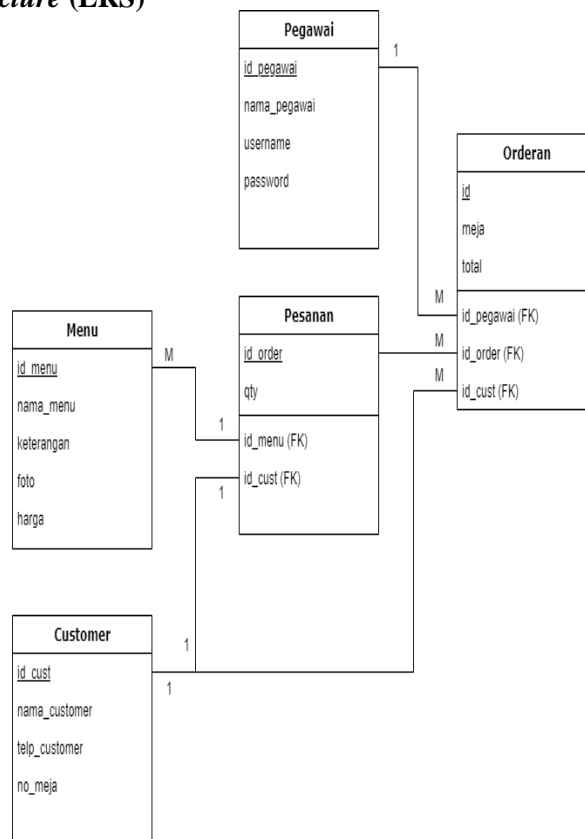 cture (ERS)
Pegawai
id_pegawai
nama_pegawai
username
password
1
Orderan
id
meja
total
M
id_pegawai (FK)
M
id_order (FK)
M
id_cust (FK)
Menu
id_menu
nama_menu
keterangan
foto
harga
M
Pesanan
id_order
qty
1
id_menu (FK)
id_cust (FK)
1
Customer
id_cust
nama_customer
telp_customer
no_meja
1
1